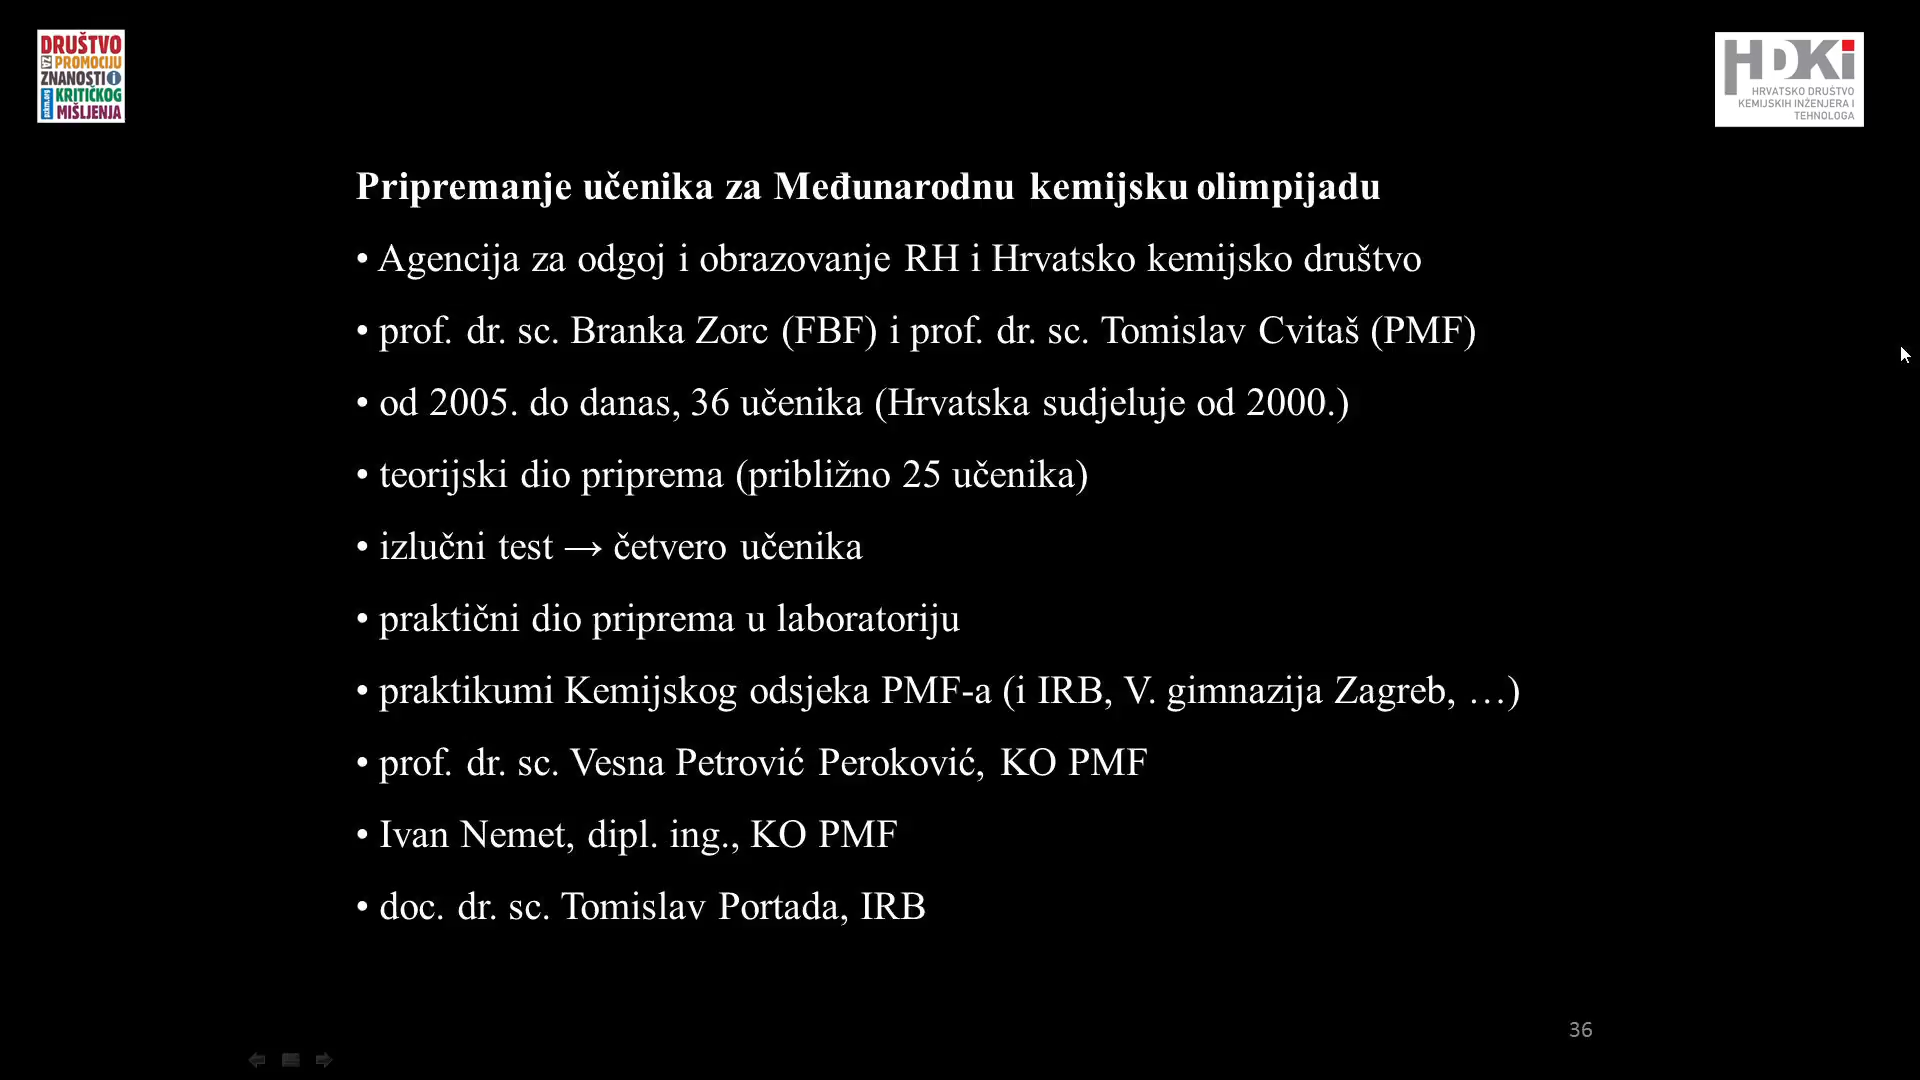 DRUŠTVO
ZA PROMOCIJU
ZNANOSTI i
KRITIČKOG
MIŠLJENJA
HDKi
HRVATSKO DRUŠTVO
KEMIJSKIH INŽENJERA I
TEHNOLOGA
Pripremanje učenika za Međunarodnu kemijsku olimpijadu
• Agencija za odgoj i obrazovanje RH i Hrvatsko kemijsko društvo
• prof. dr. sc. Branka Zorc (FBF) i prof. dr. sc. Tomislav Cvitaš (PMF)
• od 2005. do danas, 36 učenika (Hrvatska sudjeluje od 2000.)
• teorijski dio priprema (približno 25 učenika)
• izlučni test → četvero učenika
• praktični dio priprema u laboratoriju
• praktikumi Kemijskog odsjeka PMF-a (i IRB, V. gimnazija Zagreb, …)
• prof. dr. sc. Vesna Petrović Peroković, KO PMF
• Ivan Nemet, dipl. ing., KO PMF
• doc. dr. sc. Tomislav Portada, IRB
36